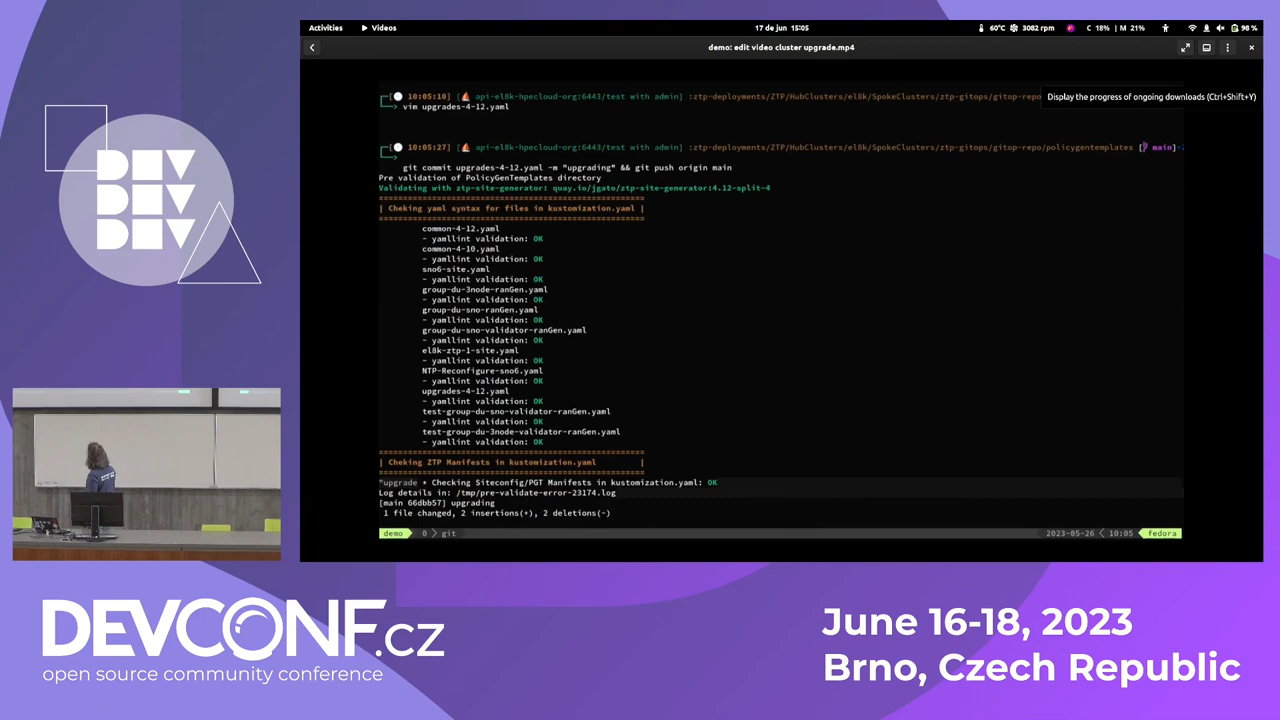 Activities
Videos
17 de jun 15:05
60°C
3082 rpm
C 18% | M 21%
98 %
demo: edit video cluster upgrade.mp4
┌─[ 10:05:10] [ api-el8k-hpecloud-org:6443/test with admin] :ztp-deployments/ZTP/HubClusters/el8k/SpokeClusters/ztp-gitops/gitop-repo
Display the progress of ongoing downloads (Ctrl+Shift+Y)
└─> vim upgrades-4-12.yaml
┌─[ 10:05:27] [ api-el8k-hpecloud-org:6443/test with admin] :ztp-deployments/ZTP/HubClusters/el8k/SpokeClusters/ztp-gitops/gitop-repo/policygentemplates [ main]
└─>
git commit upgrades-4-12.yaml -m "upgrading" && git push origin main
Pre validation of PolicyGenTemplates directory
Validating with ztp-site-generator: quay.io/jgato/ztp-site-generator:4.12-split-4
=================================================
| Cheking yaml syntax for files in kustomization.yaml |
=================================================
common-4-12.yaml
- yamllint validation: OK
common-4-10.yaml
- yamllint validation: OK
sno6-site.yaml
- yamllint validation: OK
group-du-3node-ranGen.yaml
- yamllint validation: OK
group-du-sno-ranGen.yaml
- yamllint validation: OK
group-du-sno-validator-ranGen.yaml
- yamllint validation: OK
el8k-ztp-1-site.yaml
- yamllint validation: OK
NTP-Reconfigure-sno6.yaml
- yamllint validation: OK
upgrades-4-12.yaml
- yamllint validation: OK
test-group-du-sno-validator-ranGen.yaml
- yamllint validation: OK
test-group-du-3node-validator-ranGen.yaml
- yamllint validation: OK
=================================================
| Cheking ZTP Manifests in kustomization.yaml |
=================================================
"upgrade * Checking Siteconfig/PGT Manifests in kustomization.yaml: OK
Log details in: /tmp/pre-validate-error-23174.log
[main 66dbb57] upgrading
1 file changed, 2 insertions(+), 2 deletions(-)
demo 0 git 2023-05-26 < 10:05 fedora
DEV
DEV
DEV
DEVCONF.cz
open source community conference
June 16-18, 2023
Brno, Czech Republic